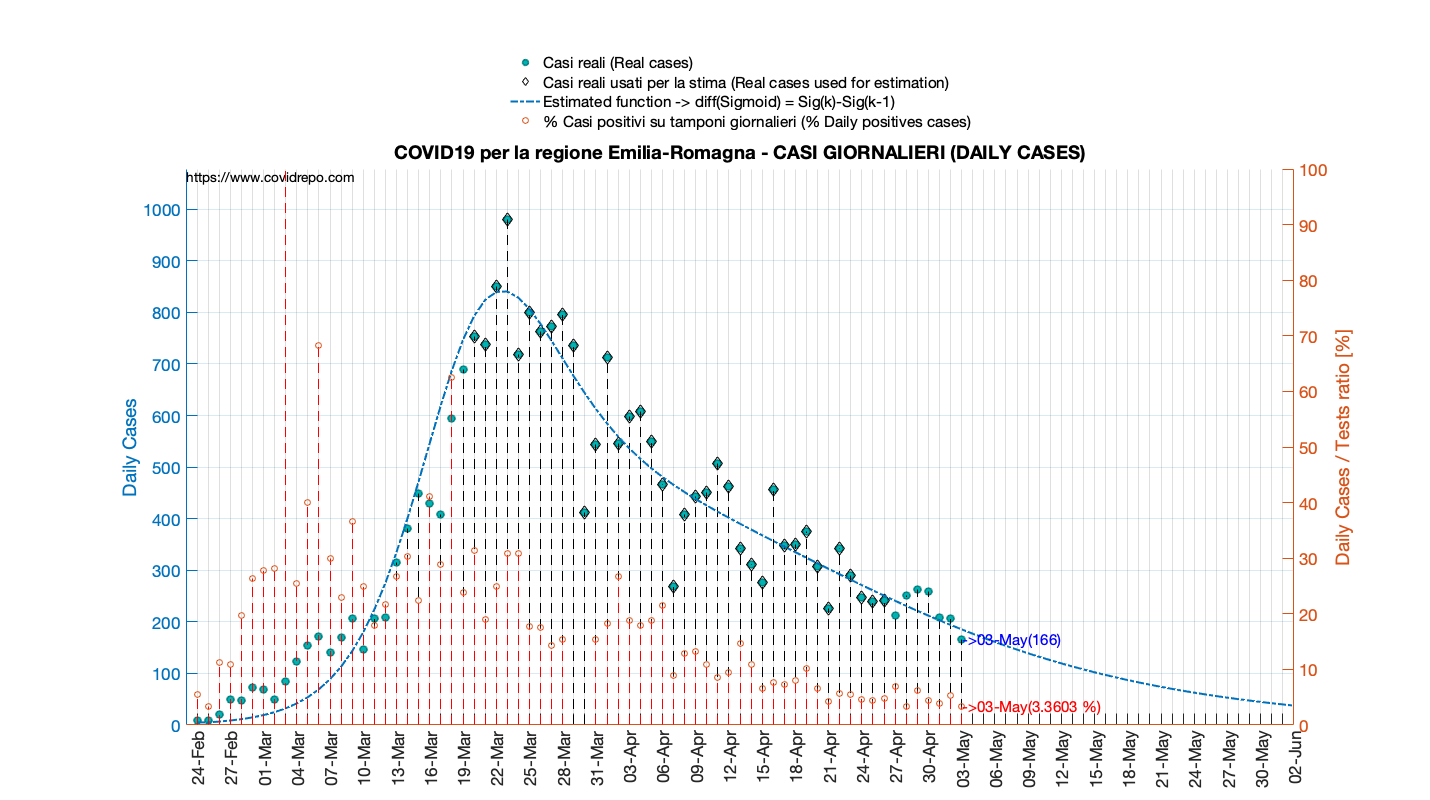 Casi reali (Real cases)
Casi reali usati per la stima (Real cases used for estimation)
Estimated function -> diff(Sigmoid) = Sig(k)-Sig(k-1)
% Casi positivi su tamponi giornalieri (% Daily positives cases)
COVID19 per la regione Emilia-Romagna - CASI GIORNALIERI (DAILY CASES)
https://www.covidrepo.com
Daily Cases
1000
900
800
700
600
500
400
300
200
100
0
->03-May(166)
->03-May(3.3603 %)
100
90
80
70
60
50
40
30
20
10
0
Daily Cases / Tests ratio [%]
24-Feb
27-Feb
01-Mar
04-Mar
07-Mar
10-Mar
13-Mar
16-Mar
19-Mar
22-Mar
25-Mar
28-Mar
31-Mar
03-Apr
06-Apr
09-Apr
12-Apr
15-Apr
18-Apr
21-Apr
24-Apr
27-Apr
30-Apr
03-May
06-May
09-May
12-May
15-May
18-May
21-May
24-May
27-May
30-May
02-Jun